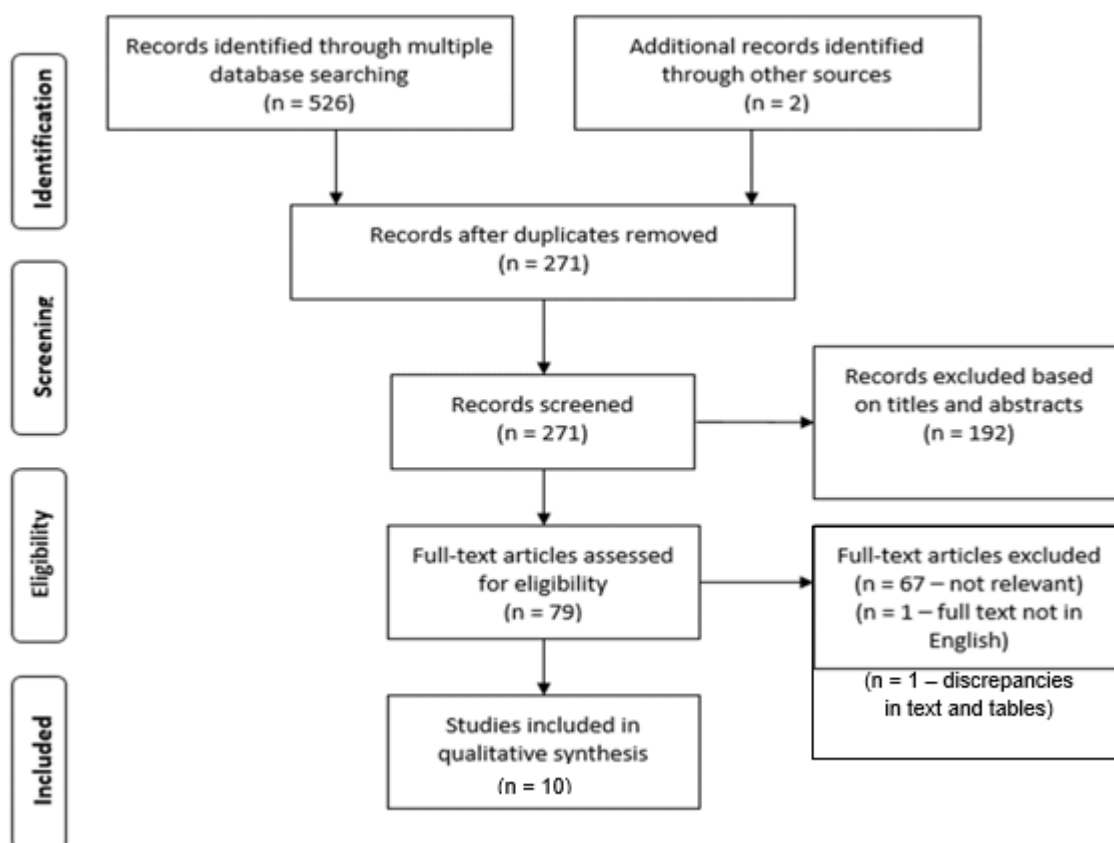 Identification
Records identified through multiple
database searching
(n = 526)
Additional records identified
through other sources
(n = 2)
Records after duplicates removed
(n = 271)
Screening
Records screened
(n = 271)
Records excluded based
on titles and abstracts
(n = 192)
Eligibility
Full-text articles assessed
for eligibility
(n = 79)
Full-text articles excluded
(n = 67 – not relevant)
(n = 1 – full text not in
English)
(n = 1 – discrepancies
in text and tables)
Included
Studies included in
qualitative synthesis
(n = 10)